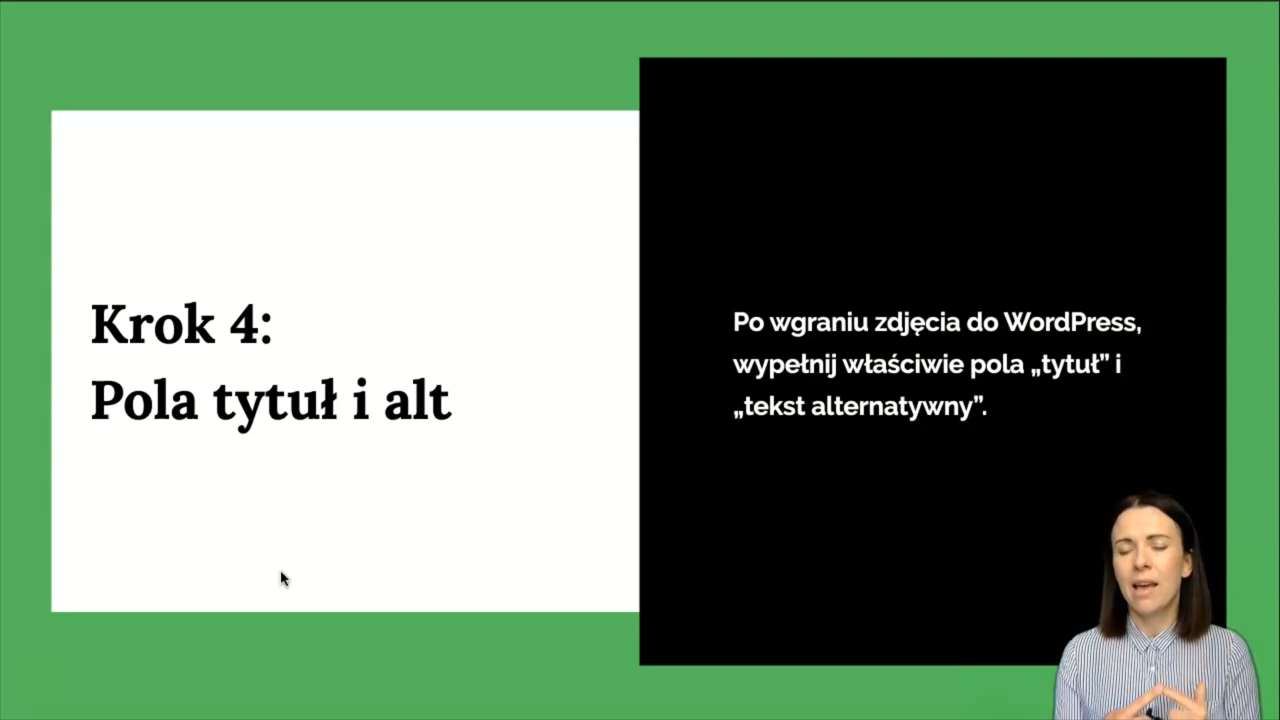 Krok 4:
Pola tytuł i alt
Po wgraniu zdjęcia do WordPress,
wypełnij właściwie pola „tytuł” i
„tekst alternatywny”.